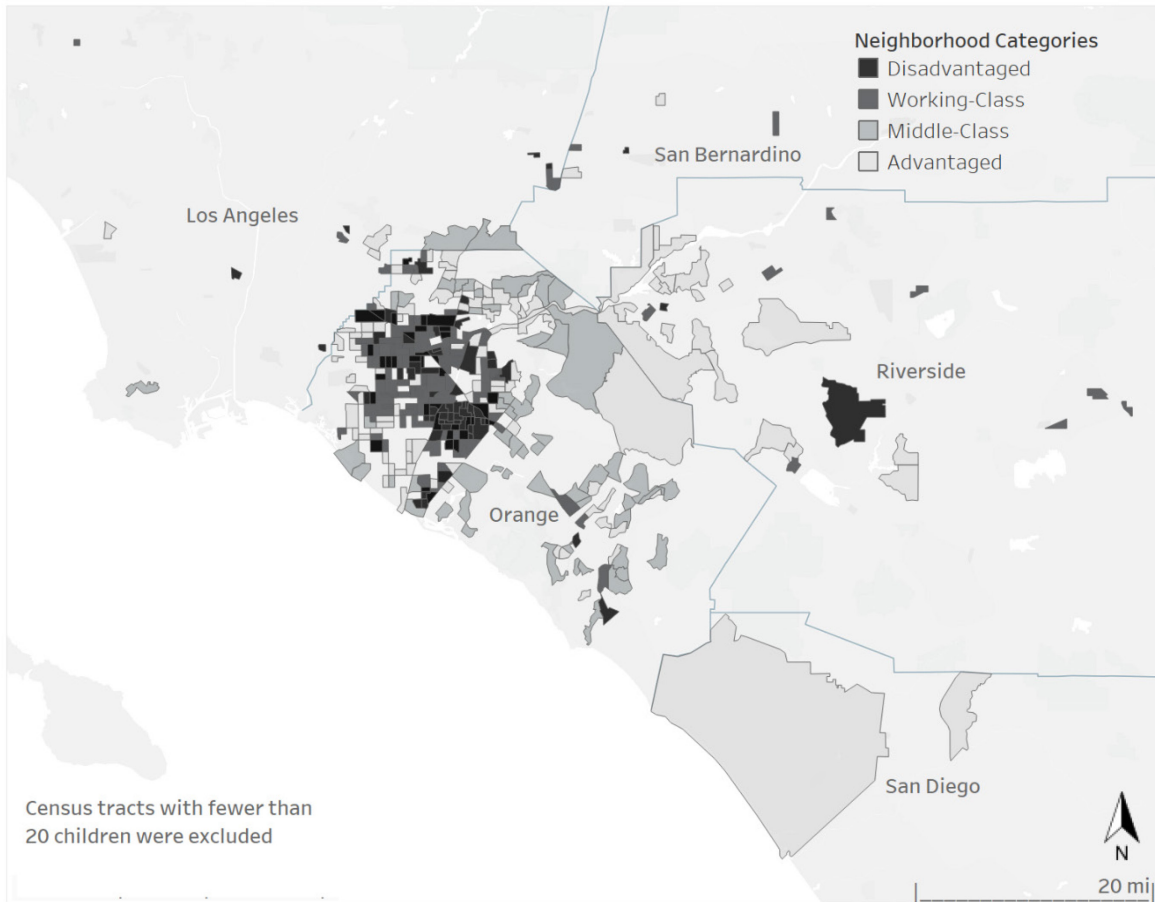 Neighborhood Categories
Disadvantaged
Working-Class
Middle-Class
Advantaged
San Bernardino
Los Angeles
Riverside
Orange
San Diego
Census tracts with fewer than
20 children were excluded
N
20 mi